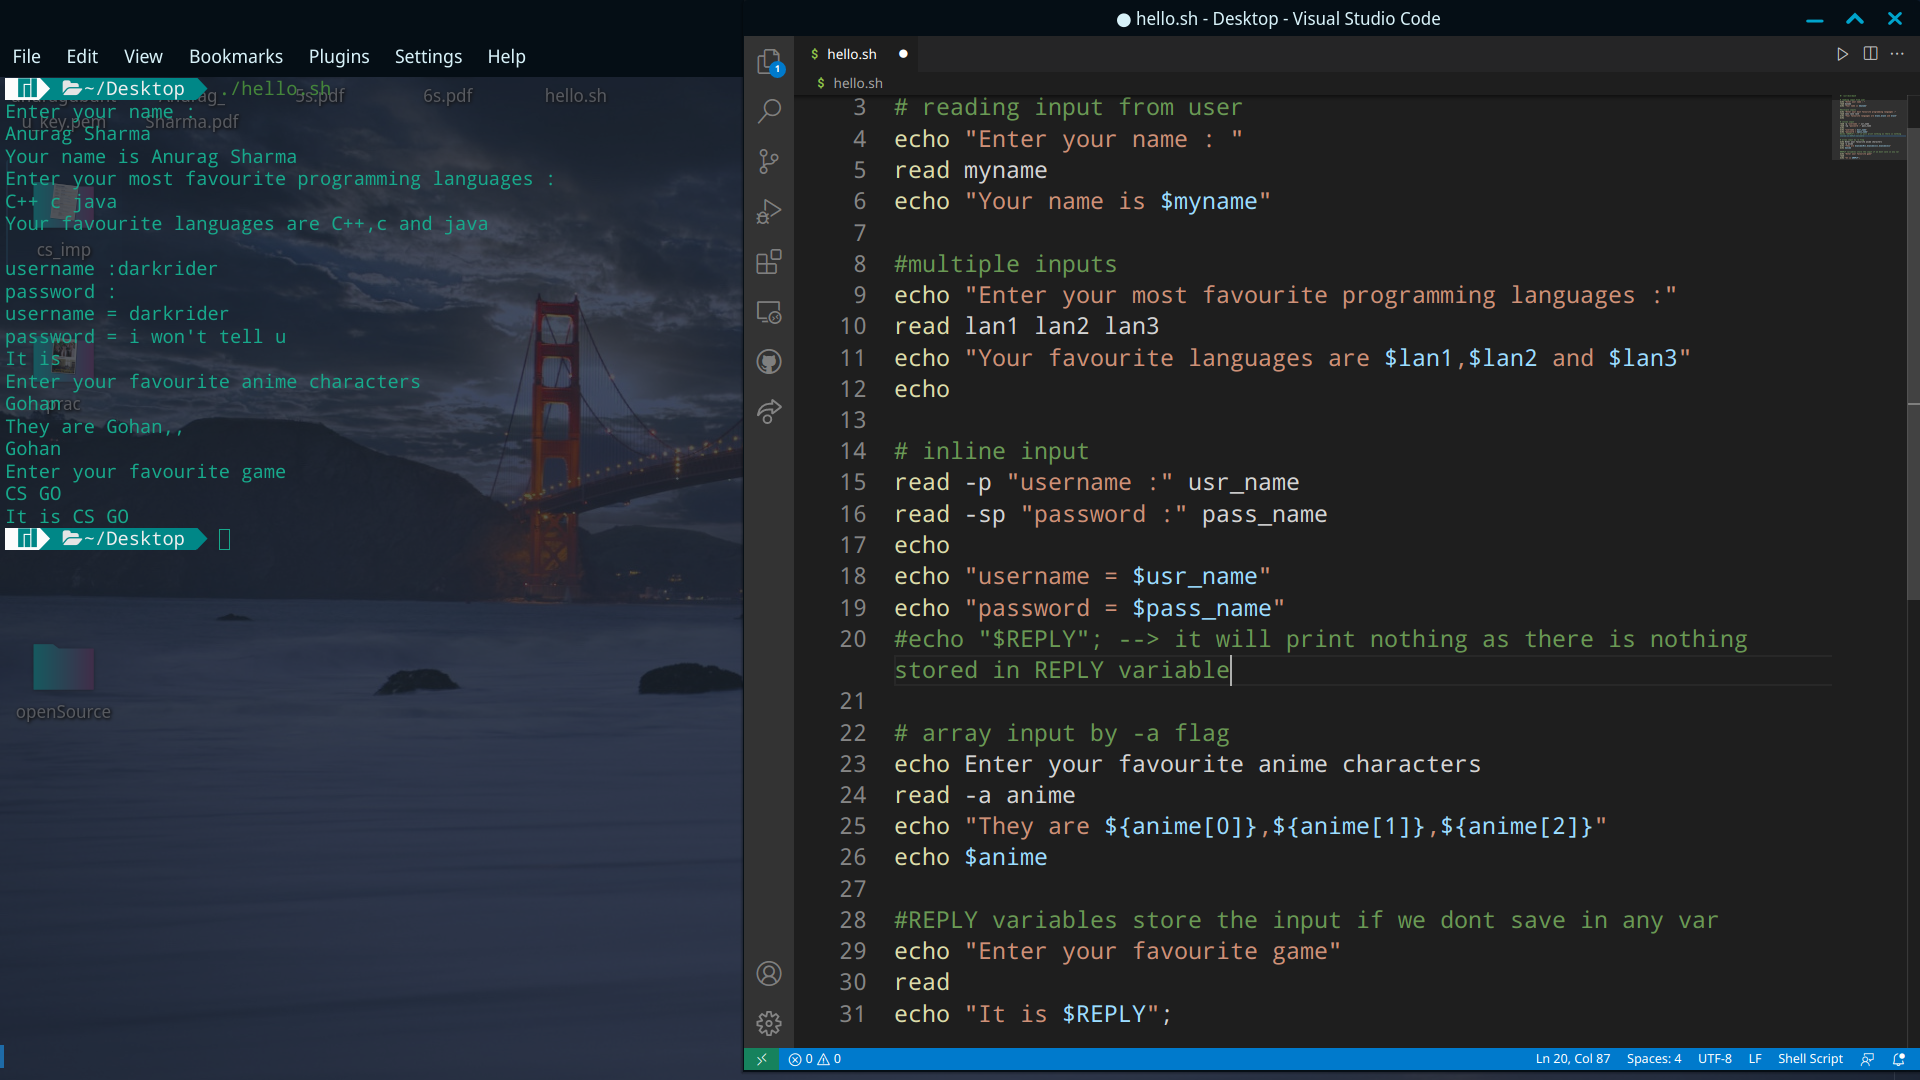 File Edit View Bookmarks Plugins Settings Help
~/Desktop ./hello.sh
5s.pdf 6s.pdf hello.sh
Enter your name :
u_key.pem Sharma.pdf
Anurag Sharma
Your name is Anurag Sharma
Enter your most favourite programming languages :
C++ c java
Your favourite languages are C++,c and java
cs_imp
username :darkrider
password :
username = darkrider
password = i won't tell u
It is
Enter your favourite anime characters
Gohan
prac
They are Gohan,,
Gohan
Enter your favourite game
CS GO
It is CS GO
~/Desktop
openSource
● hello.sh - Desktop - Visual Studio Code
$ hello.sh ●
$ hello.sh
1
3 # reading input from user
4 echo "Enter your name : "
5 read myname
6 echo "Your name is $myname"
7
8 #multiple inputs
9 echo "Enter your most favourite programming languages :"
10 read lan1 lan2 lan3
11 echo "Your favourite languages are $lan1,$lan2 and $lan3"
12 echo
13
14 # inline input
15 read -p "username :" usr_name
16 read -sp "password :" pass_name
17 echo
18 echo "username = $usr_name"
19 echo "password = $pass_name"
20 #echo "$REPLY"; --> it will print nothing as there is nothing
stored in REPLY variable
21
22 # array input by -a flag
23 echo Enter your favourite anime characters
24 read -a anime
25 echo "They are ${anime[0]},${anime[1]},${anime[2]}"
26 echo $anime
27
28 #REPLY variables store the input if we dont save in any var
29 echo "Enter your favourite game"
30 read
31 echo "It is $REPLY";
0 0 Ln 20, Col 87 Spaces: 4 UTF-8 LF Shell Script